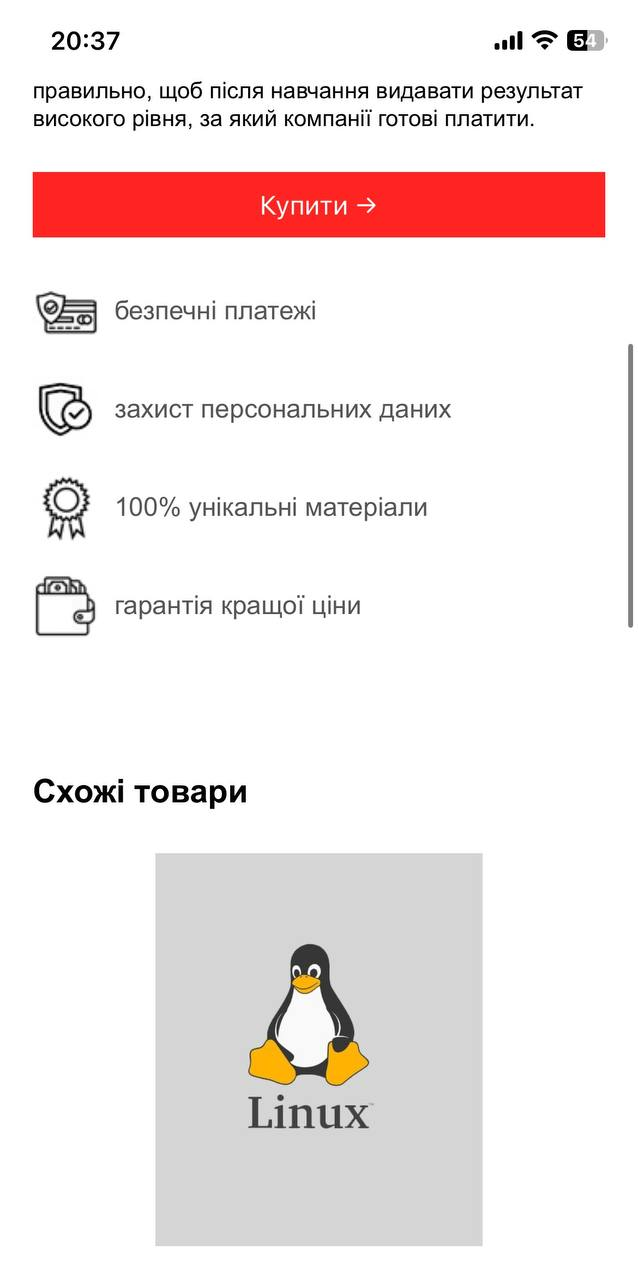 20:37
54
правильно, щоб після навчання видавати результат
високого рівня, за який компанії готові платити.
Купити →
безпечні платежі
захист персональних даних
100% унікальні матеріали
гарантія кращої ціни
Схожі товари
Linux™